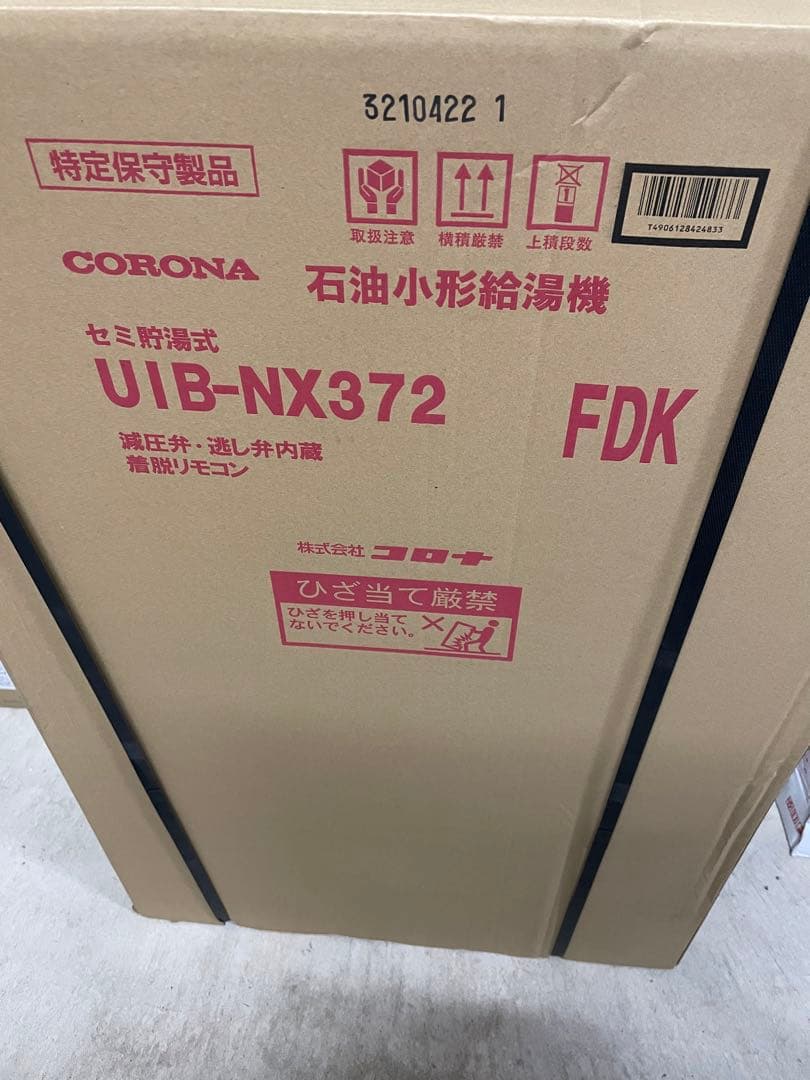 3210422 1
特定保守製品
取扱注意
横積厳禁
1
上積段数
T4906128424833
CORONA
石油小形給湯機
セミ貯湯式
UIB-NX372
FDK
減圧弁・逃し弁内蔵
着脱リモコン
株式会社 コロナ
ひざ当て厳禁
ひざを押し当て
ないでください。